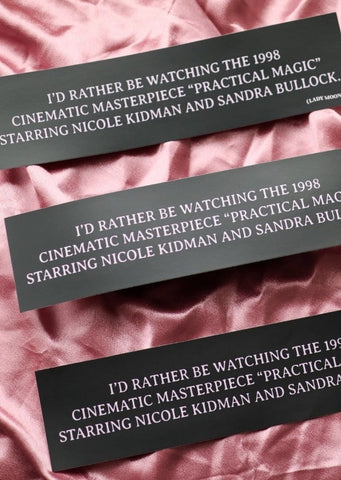 I'D RATHER BE WATCHING THE 1998
CINEMATIC MASTERPIECE “PRACTICAL MAGIC”
STARRING NICOLE KIDMAN AND SANDRA BULLOCK.
(LADY MOON
I'D RATHER BE WATCHING THE 1998
CINEMATIC MASTERPIECE “PRACTICAL MAGIC
STARRING NICOLE KIDMAN AND SANDRA BUL
I'D RATHER BE WATCHING THE 199
CINEMATIC MASTERPIECE “PRACTICAL
STARRING NICOLE KIDMAN AND SANDRA